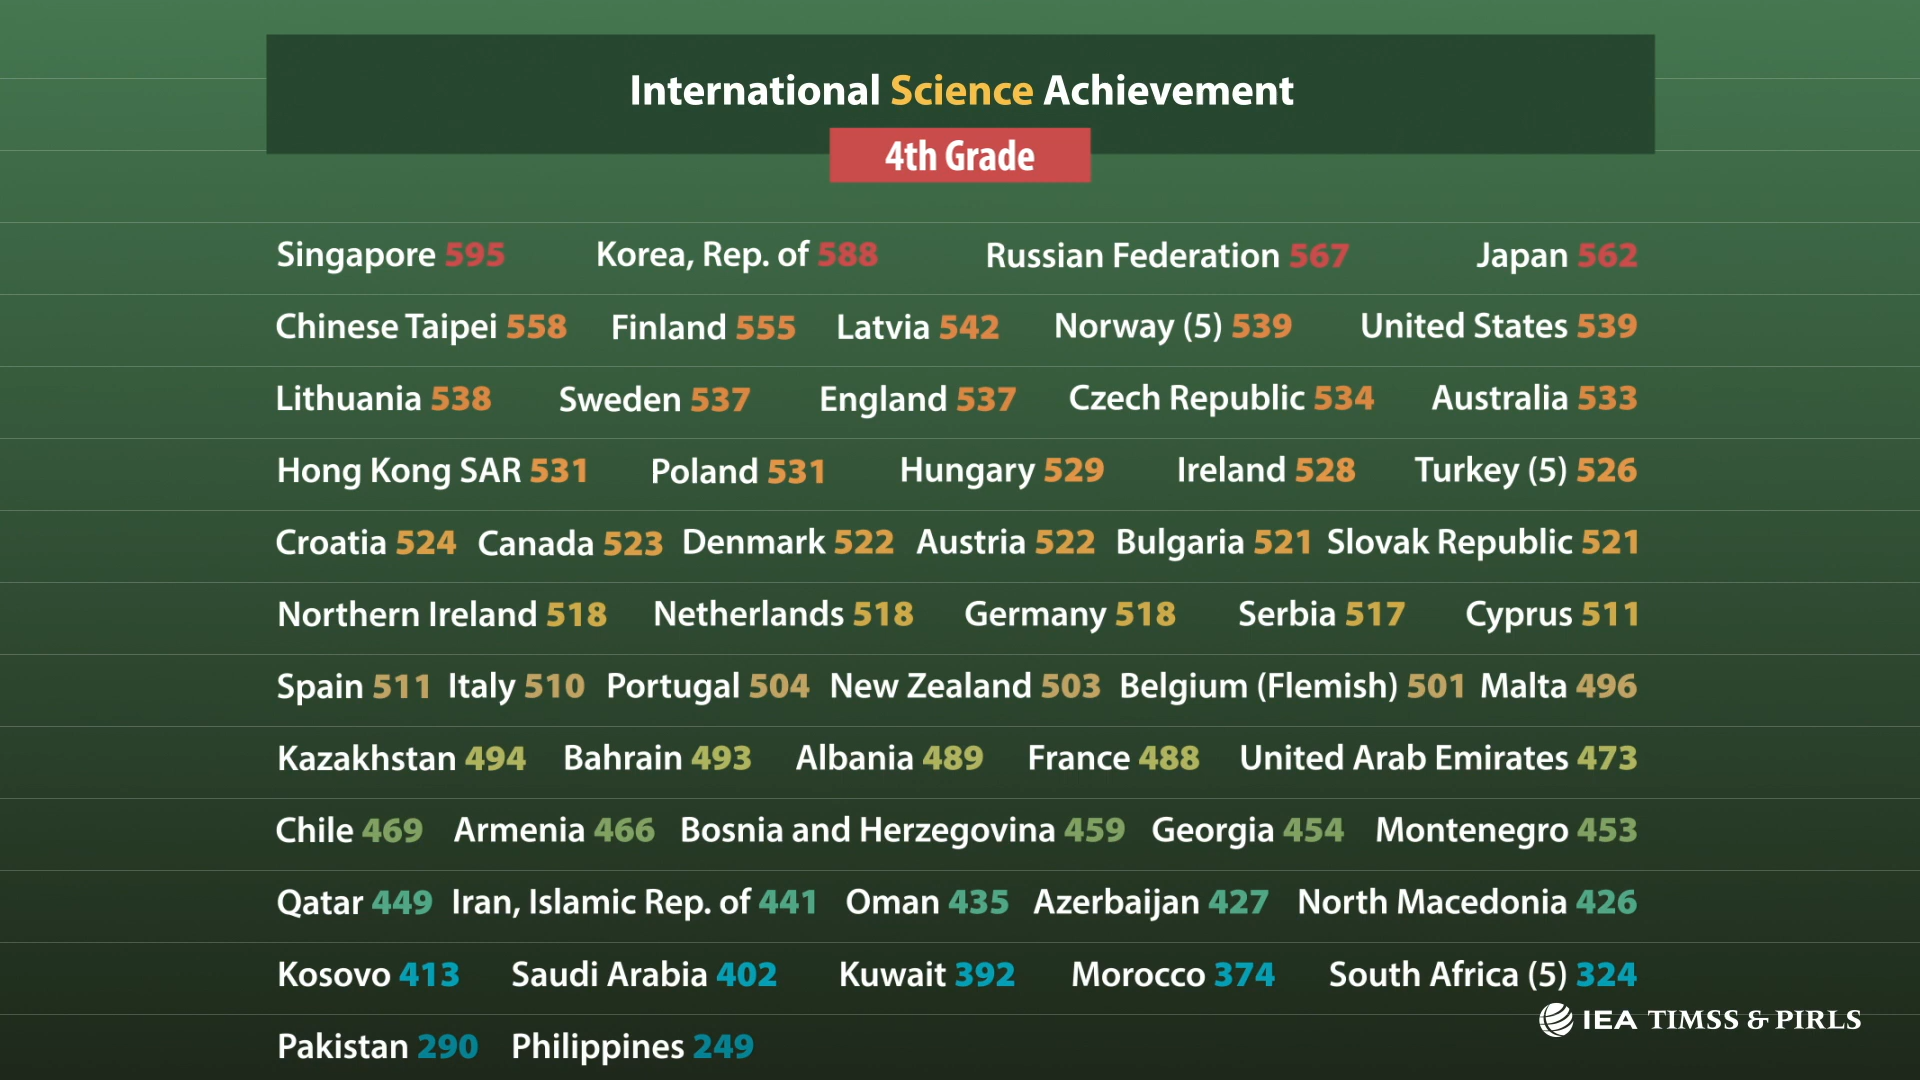 International Science Achievement
4th Grade
Singapore 595 Korea, Rep. of 588 Russian Federation 567 Japan 562
Chinese Taipei 558 Finland 555 Latvia 542 Norway (5) 539 United States 539
Lithuania 538 Sweden 537 England 537 Czech Republic 534 Australia 533
Hong Kong SAR 531 Poland 531 Hungary 529 Ireland 528 Turkey (5) 526
Croatia 524 Canada 523 Denmark 522 Austria 522 Bulgaria 521 Slovak Republic 521
Northern Ireland 518 Netherlands 518 Germany 518 Serbia 517 Cyprus 511
Spain 511 Italy 510 Portugal 504 New Zealand 503 Belgium (Flemish) 501 Malta 496
Kazakhstan 494 Bahrain 493 Albania 489 France 488 United Arab Emirates 473
Chile 469 Armenia 466 Bosnia and Herzegovina 459 Georgia 454 Montenegro 453
Qatar 449 Iran, Islamic Rep. of 441 Oman 435 Azerbaijan 427 North Macedonia 426
Kosovo 413 Saudi Arabia 402 Kuwait 392 Morocco 374 South Africa (5) 324
IEA TIMSS & PIRLS
Pakistan 290 Philippines 249